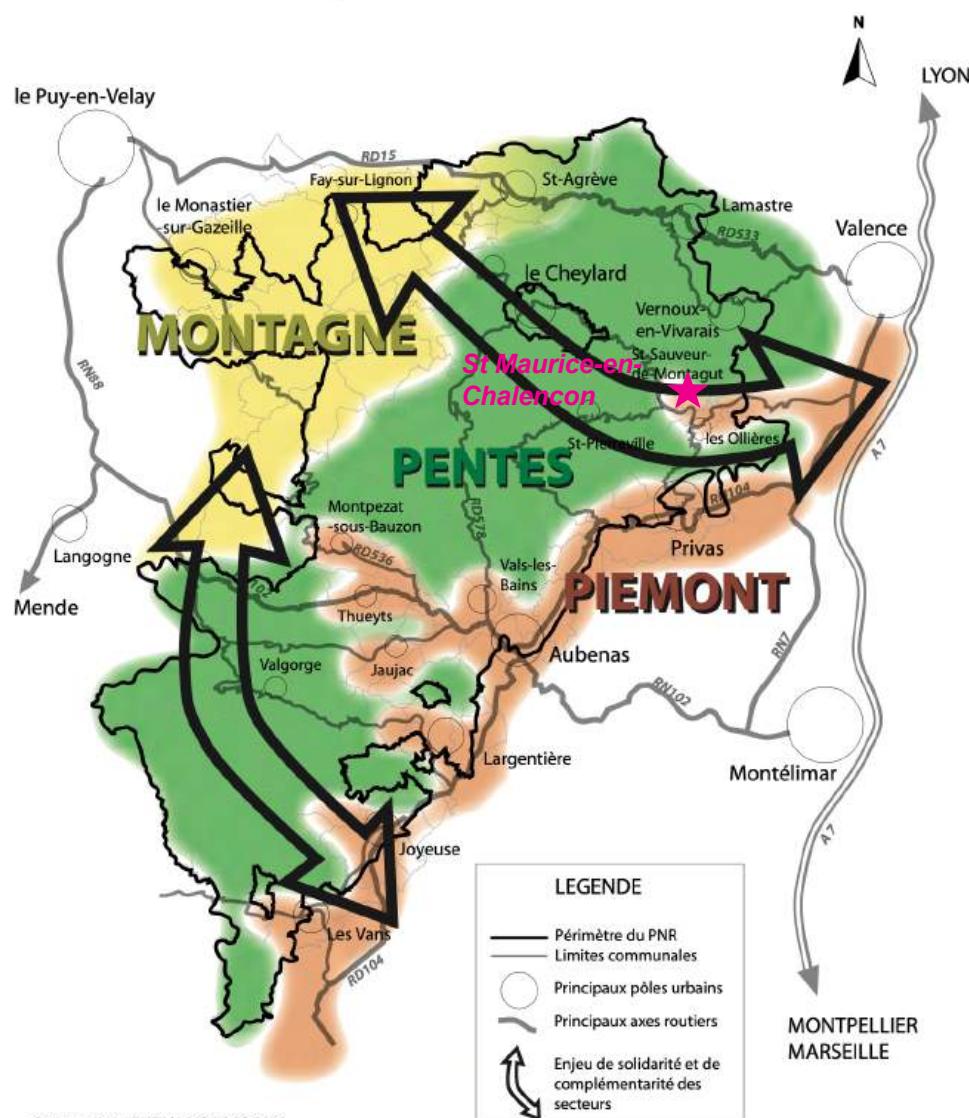 N
LYON
le Puy-en-Velay
RD15
Fay-sur-Lignon
St-Agrève
le Monastier
-sur-Gazeille
Lamastre
RD533
Valence
le Cheylard
Vernoux-
en-Vivarais
MONTAGNE
St-Sauveur-
de-Montagut
St Maurice-en-
Chalencon
RN88
St-Pierreville
les Ollières
PENTES
A 7
RD104
Montpezat
-sous-Bauzon
RD578
Privas
Langogne
RD536
Vals-les-
Bains
PIEMONT
Mende
102
Thueyts
RN7
Aubenas
Valgorge
Jaujac
RN102
Largentière
Montélimar
A 7
Joyeuse
LEGENDE
Les Vans
Périmètre du PNR
Limites communales
RD104
Principaux pôles urbains
Principaux axes routiers
MONTPELLIER
MARSEILLE
Enjeu de solidarité et de
complémentarité des
secteurs